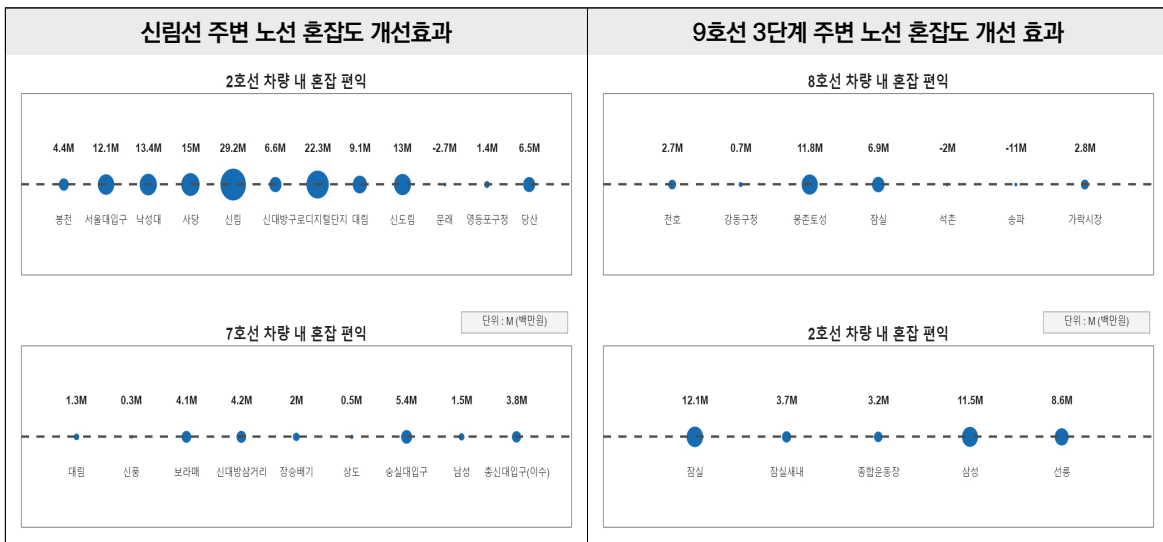 신림선 주변 노선 혼잡도 개선효과
2호선 차량 내 혼잡 편익
4.4M 12.1M 13.4M 15M 29.2M 6.6M 22.3M 9.1M 13M -2.7M 1.4M 6.5M
봉천 서울대입구 낙성대 사당 신림 신대방구로디지털단지 대림 신도림 문래 영등포구청 당산
단위 : M (백만원)
7호선 차량 내 혼잡 편익
1.3M 0.3M 4.1M 4.2M 2M 0.5M 5.4M 1.5M 3.8M
대림 신풍 보라매 신대방삼거리 장승배기 상도 숭실대입구 남성 총신대입구(이수)
9호선 3단계 주변 노선 혼잡도 개선 효과
8호선 차량 내 혼잡 편익
2.7M 0.7M 11.8M 6.9M -2M -11M 2.8M
천호 강동구청 몽촌토성 잠실 석촌 송파 가락시장
단위 : M (백만원)
2호선 차량 내 혼잡 편익
12.1M 3.7M 3.2M 11.5M 8.6M
잠실 잠실새내 종합운동장 삼성 선릉